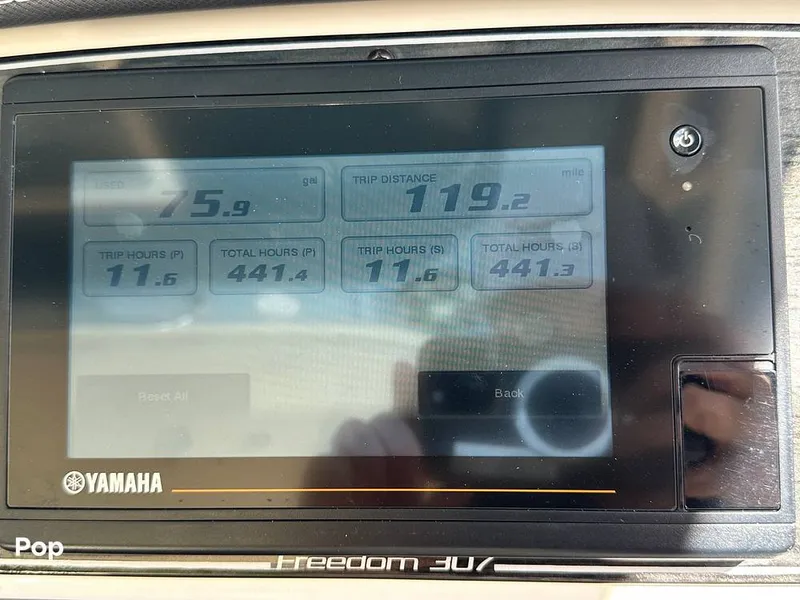 USED gal TRIP DISTANCE mile
75.9 119.2
TRIP HOURS (P) TOTAL HOURS (P) TRIP HOURS (S) TOTAL HOURS (S)
11.6 441.4 11.6 441.3
Reset All Back
YAMAHA
Pop
Freedom 307